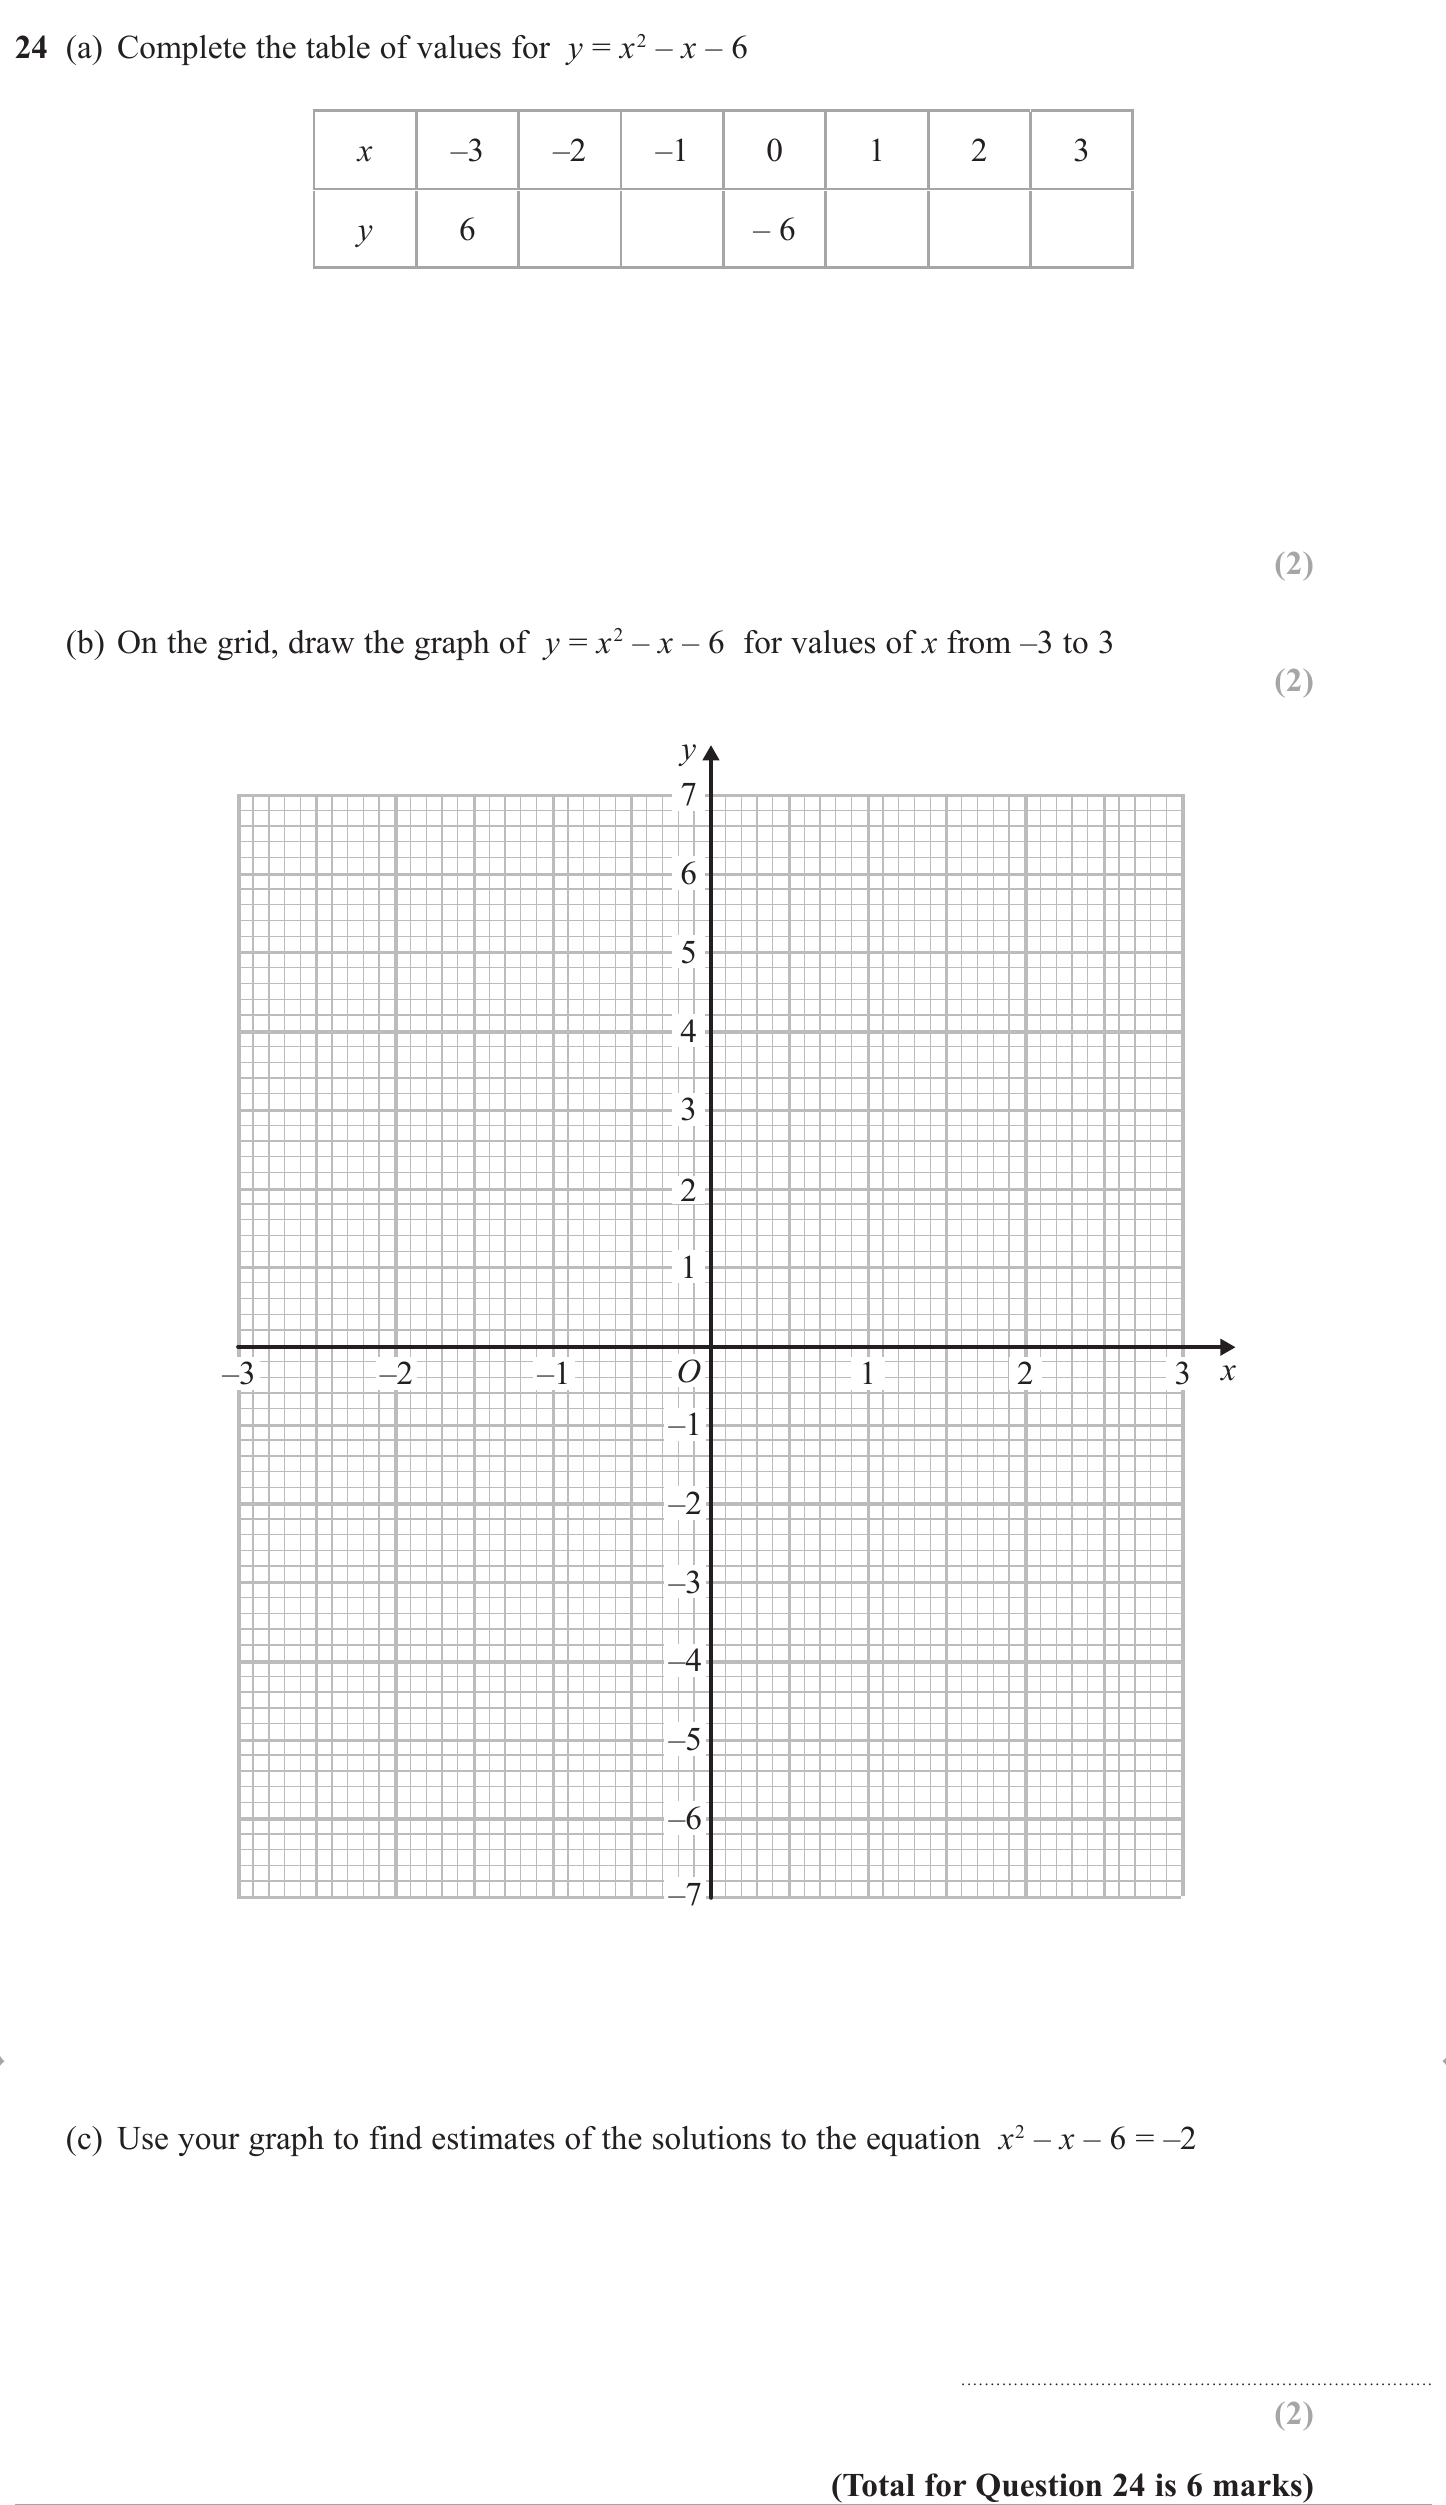 24 (a) Complete the table of values for y = x² – x – 6
x –3 –2 –1 0 1 2 3
y 6 – 6
(2)
(b) On the grid, draw the graph of y = x² – x – 6 for values of x from –3 to 3
(2)
y
7
6
5
4
3
2
1
–3 –2 –1 O 1 2 3 x
–1
–2
–3
–4
–5
–6
–7
(c) Use your graph to find estimates of the solutions to the equation x² – x – 6 = –2
(2)
(Total for Question 24 is 6 marks)